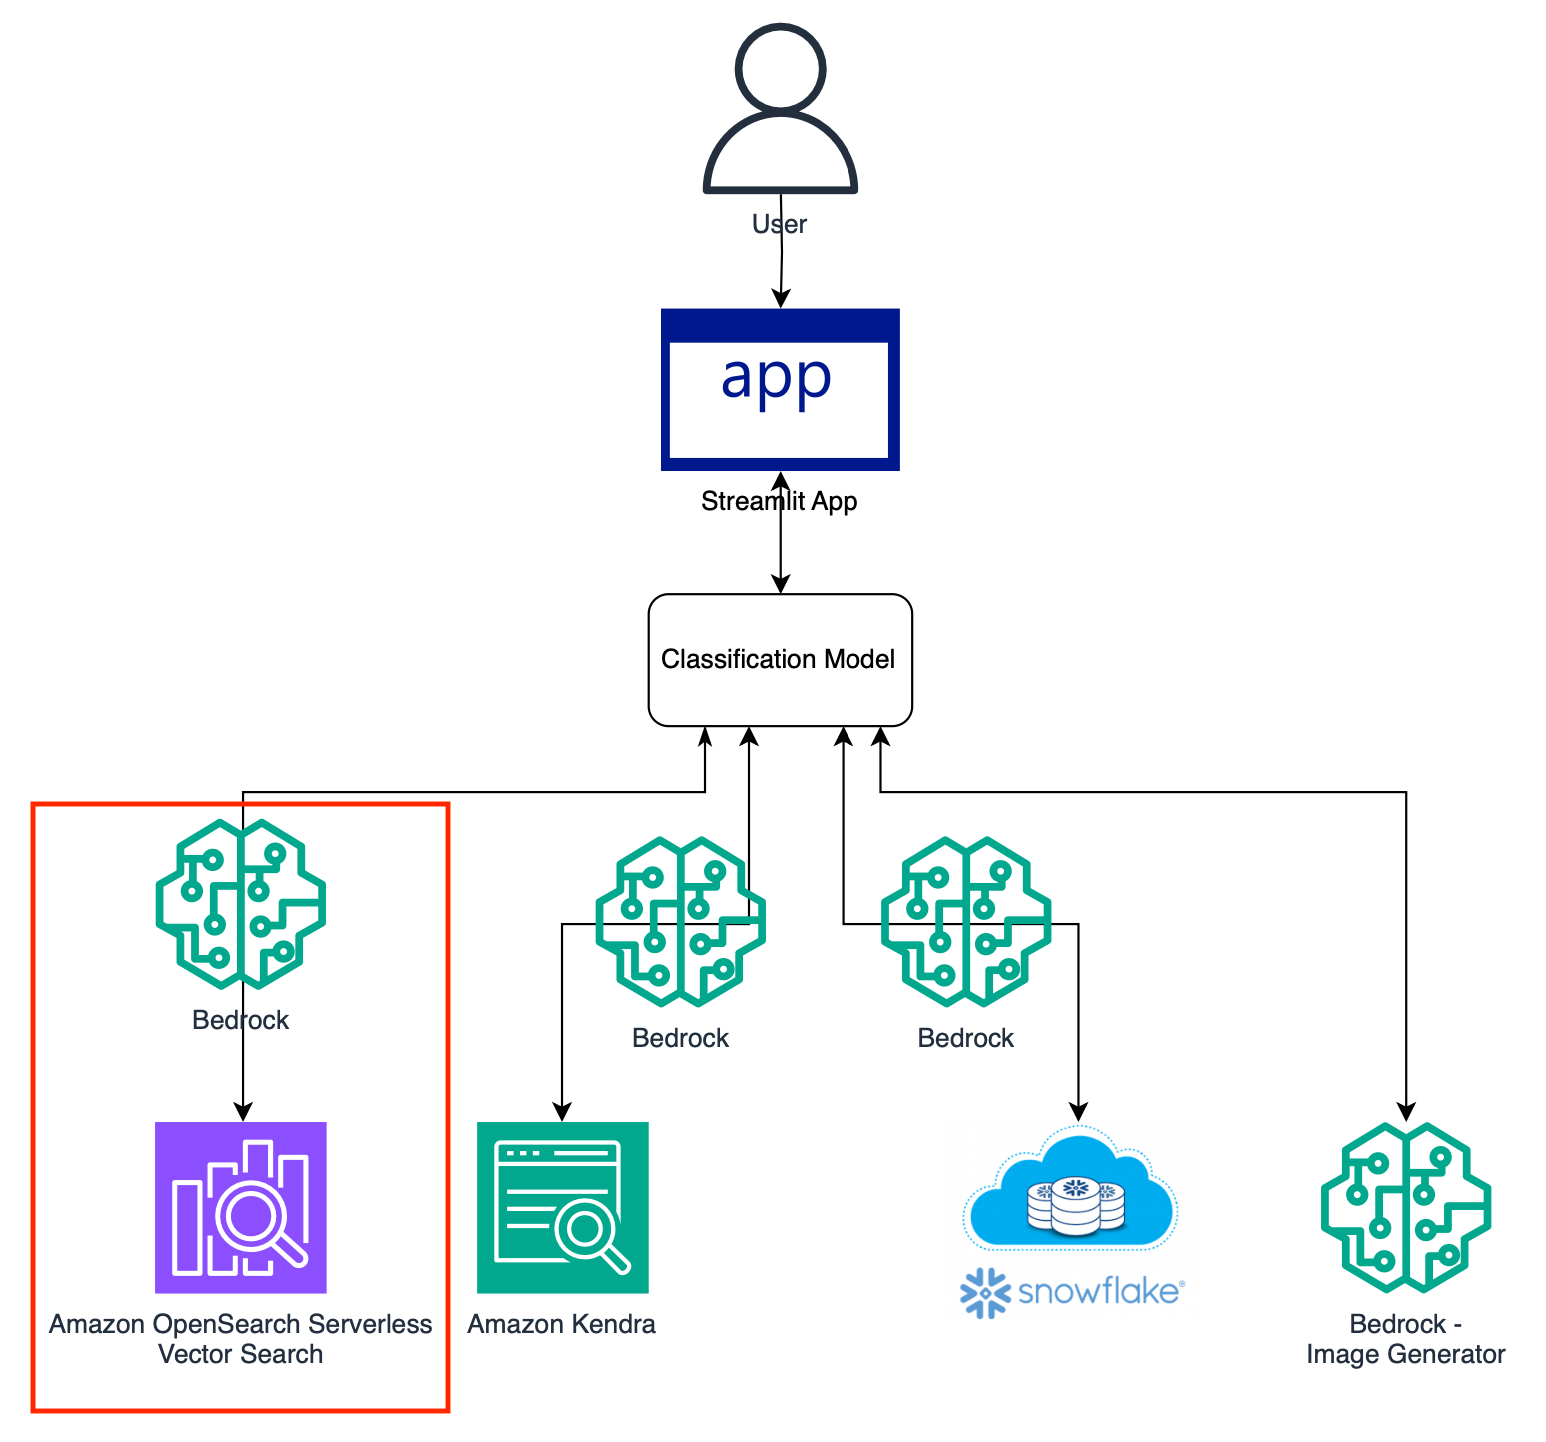 User
app
Streamlit App
Classification Model
Bedrock
Bedrock
Bedrock
snowflake®
Amazon OpenSearch Serverless
Vector Search
Amazon Kendra
Bedrock -
Image Generator